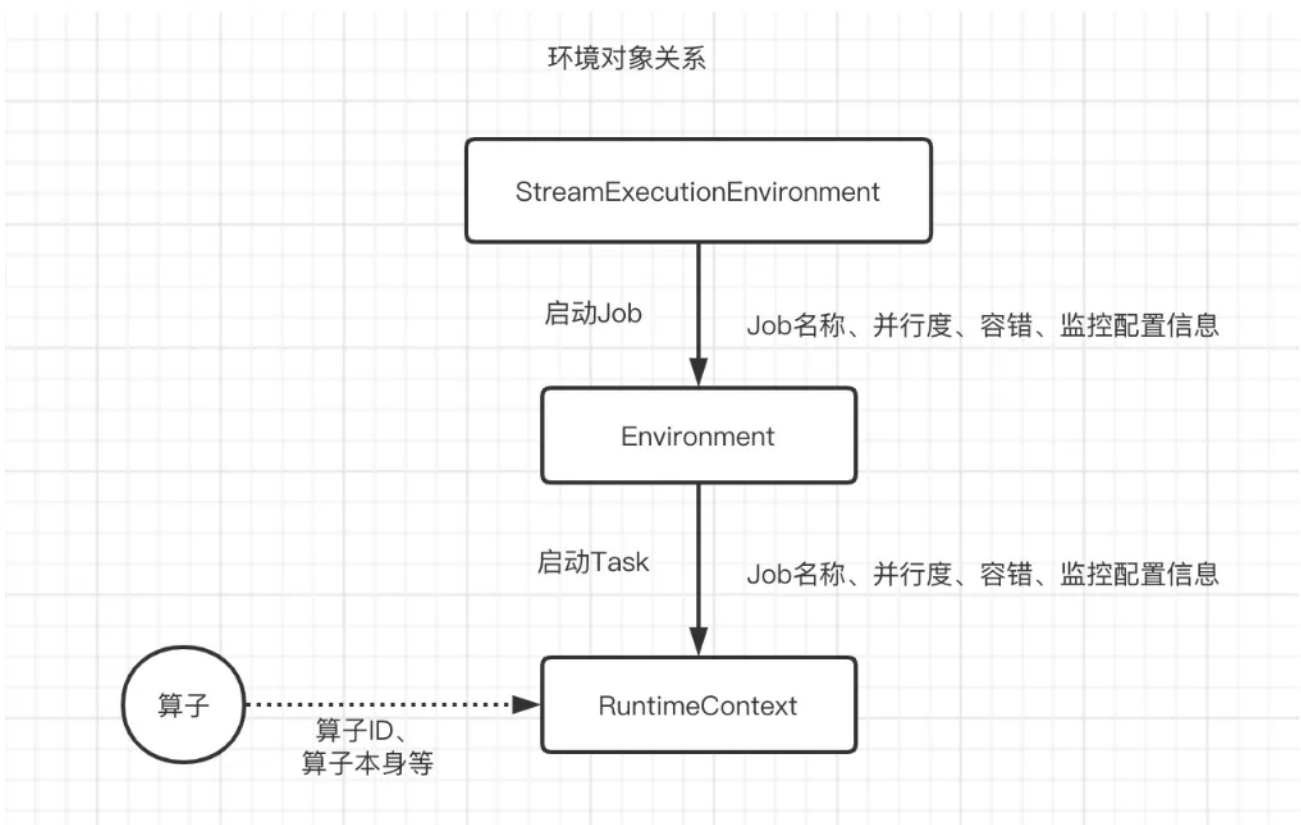 环境对象关系
StreamExecutionEnvironment
启动Job
Job名称、并行度、容错、监控配置信息
Environment
启动Task
Job名称、并行度、容错、监控配置信息
算子
算子ID、
算子本身等
RuntimeContext